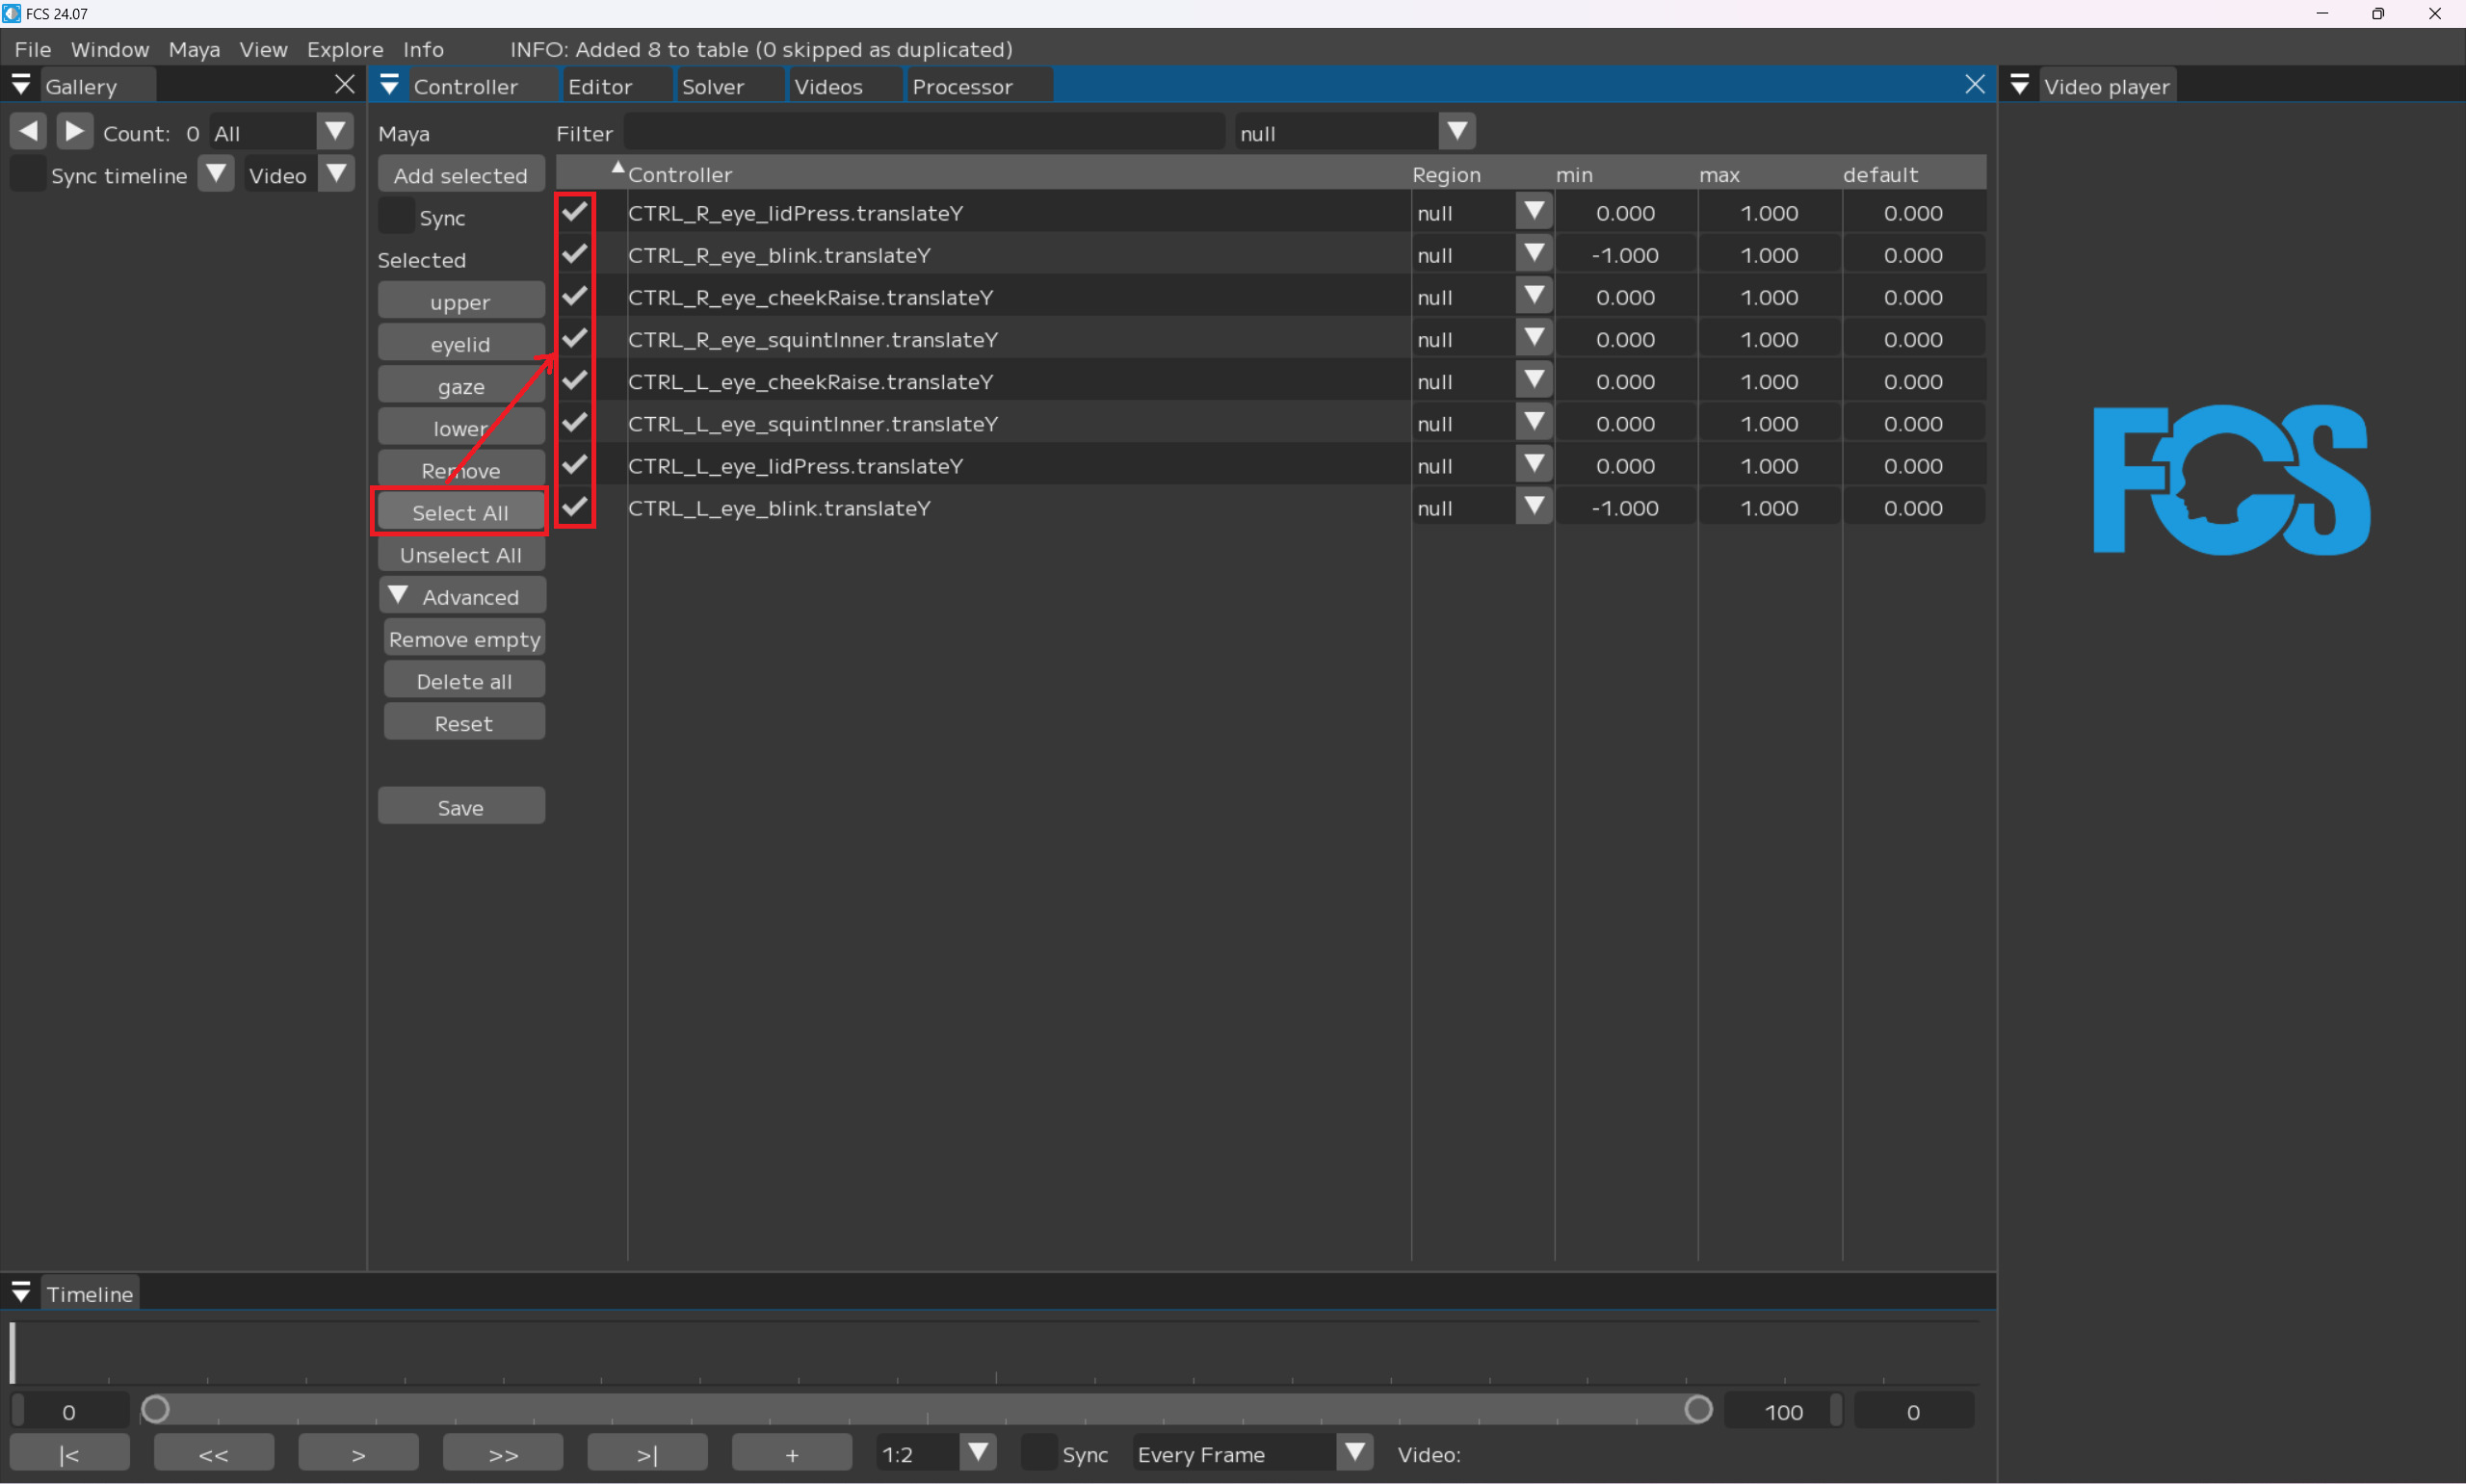 FCS 24.07
File Window Maya View Explore Info INFO: Added 8 to table (0 skipped as duplicated)
Gallery
Controller Editor Solver Videos Processor
Video player
Count: 0 All
Sync timeline Video
Maya
Add selected
Sync
Selected
upper
eyelid
gaze
lower
Remove
Select All
Unselect All
Advanced
Remove empty
Delete all
Reset
Save
Filter null
Controller Region min max default
CTRL_R_eye_lidPress.translateY null 0.000 1.000 0.000
CTRL_R_eye_blink.translateY null -1.000 1.000 0.000
CTRL_R_eye_cheekRaise.translateY null 0.000 1.000 0.000
CTRL_R_eye_squintInner.translateY null 0.000 1.000 0.000
CTRL_L_eye_cheekRaise.translateY null 0.000 1.000 0.000
CTRL_L_eye_squintInner.translateY null 0.000 1.000 0.000
CTRL_L_eye_lidPress.translateY null 0.000 1.000 0.000
CTRL_L_eye_blink.translateY null -1.000 1.000 0.000
FCS
Timeline
0 100 0
|< << > >> >| + 1:2 Sync Every Frame Video: